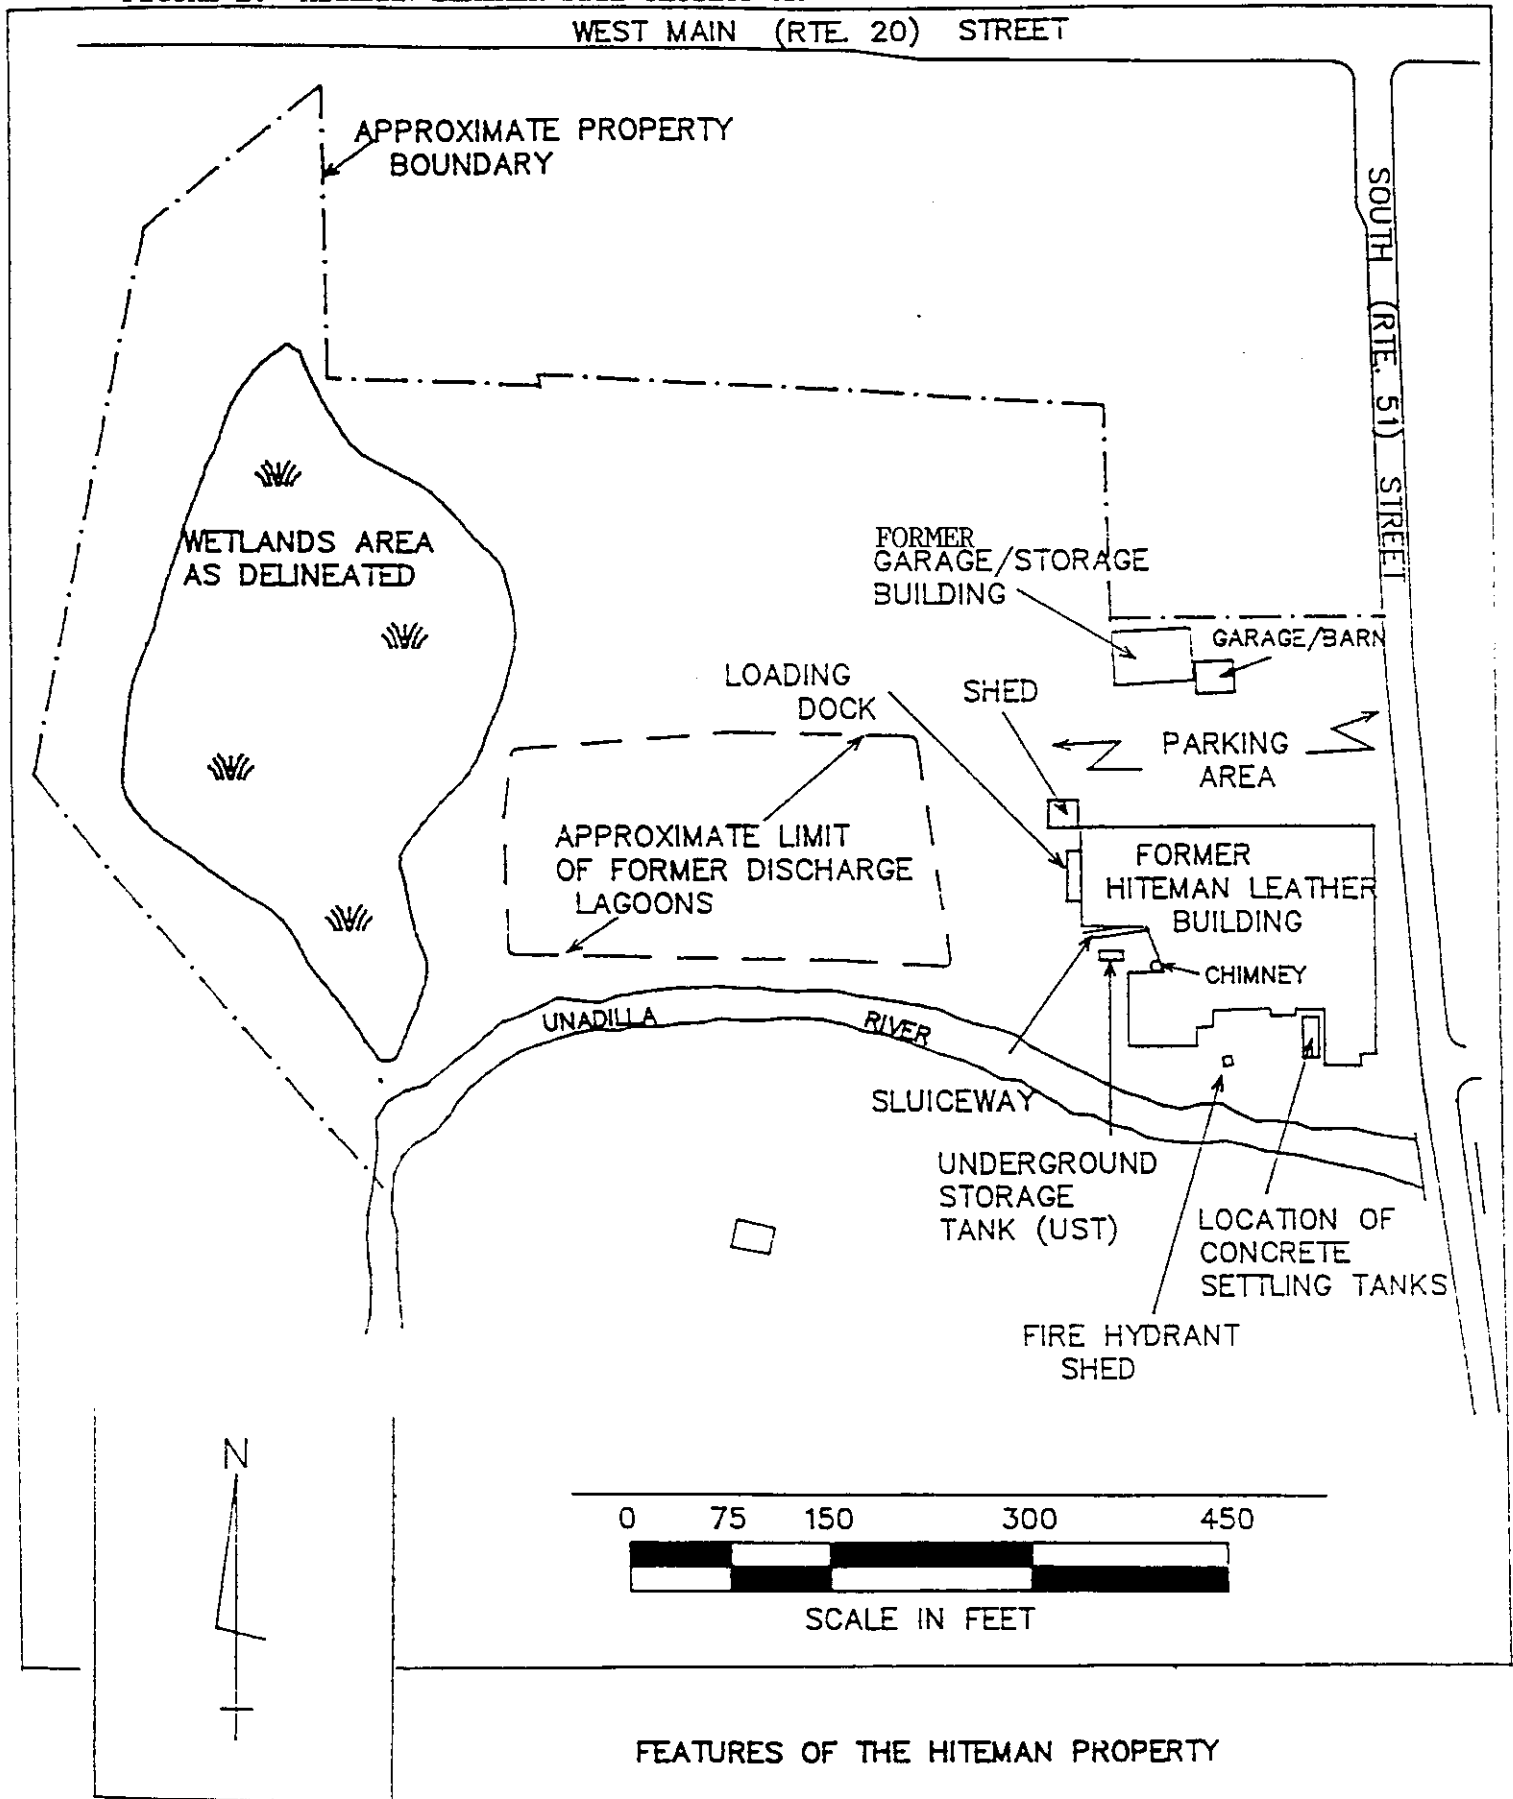 WEST MAIN (RTE. 20) STREET
APPROXIMATE PROPERTY
BOUNDARY
SOUTH (RTE. 51) STREET
WETLANDS AREA
AS DELINEATED
FORMER
GARAGE/STORAGE
BUILDING
GARAGE/BARN
LOADING
DOCK
SHED
PARKING
AREA
APPROXIMATE LIMIT
OF FORMER DISCHARGE
LAGOONS
FORMER
HITEMAN LEATHER
BUILDING
CHIMNEY
UNADILLA RIVER
SLUICEWAY
UNDERGROUND
STORAGE
TANK (UST)
LOCATION OF
CONCRETE
SETTLING TANKS
FIRE HYDRANT
SHED
N
0 75 150 300 450
SCALE IN FEET
FEATURES OF THE HITEMAN PROPERTY